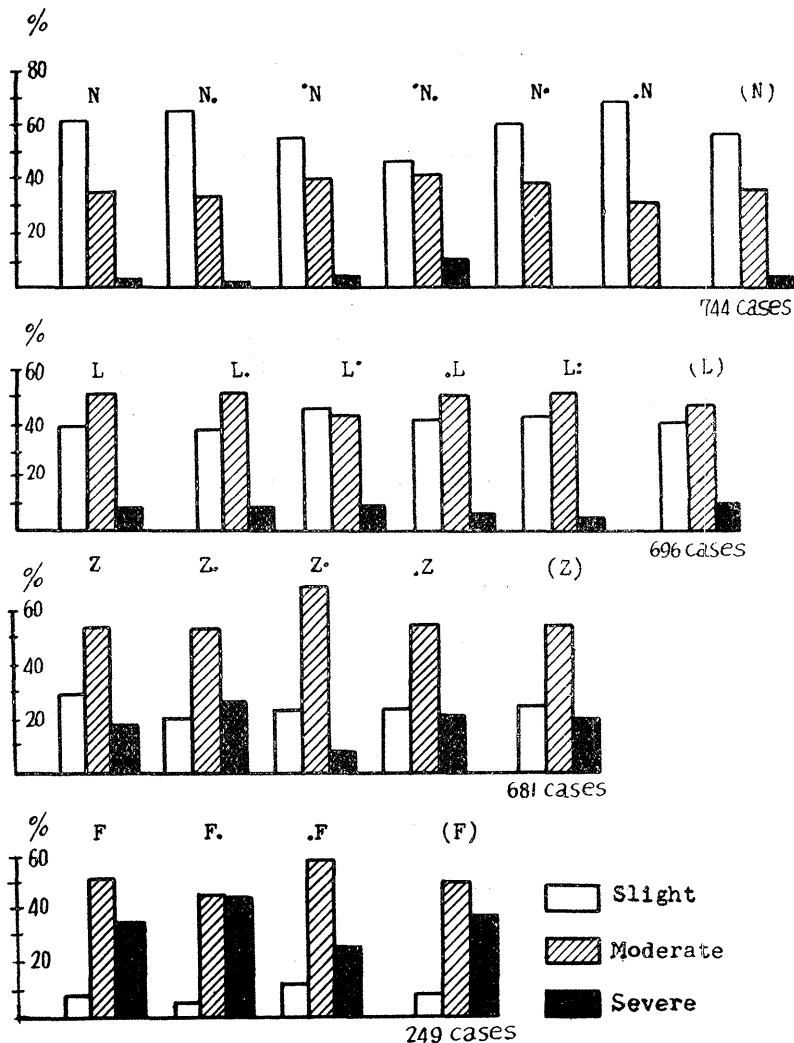 %
80
N N. ·N ·N. N· .N (N)
60
40
20
744 cases
%
60
L L. L· .L L: (L)
40
20
696 cases
%
Z Z. Z· .Z (Z)
60
40
20
681 cases
%
F F. .F (F)
60
40
20
Slight
Moderate
Severe
249 cases